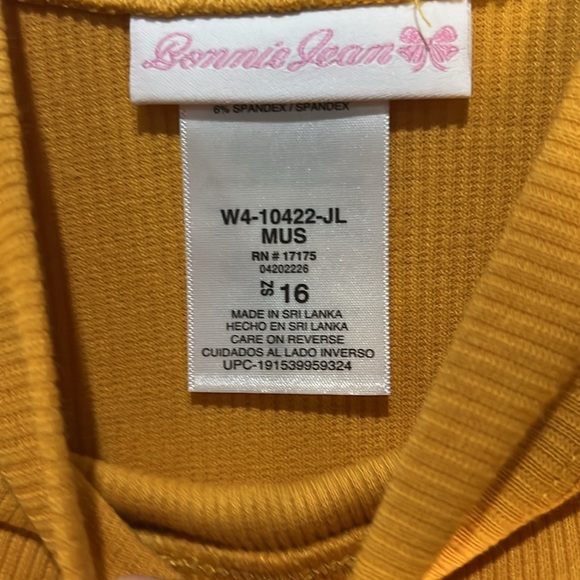 Bonnie Jean
6% SPANDEX / SPANDEX
W4-10422-JL
MUS
RN # 17175
04202226
SZ 16
MADE IN SRI LANKA
HECHO EN SRI LANKA
CARE ON REVERSE
CUIDADOS AL LADO INVERSO
UPC-191539959324